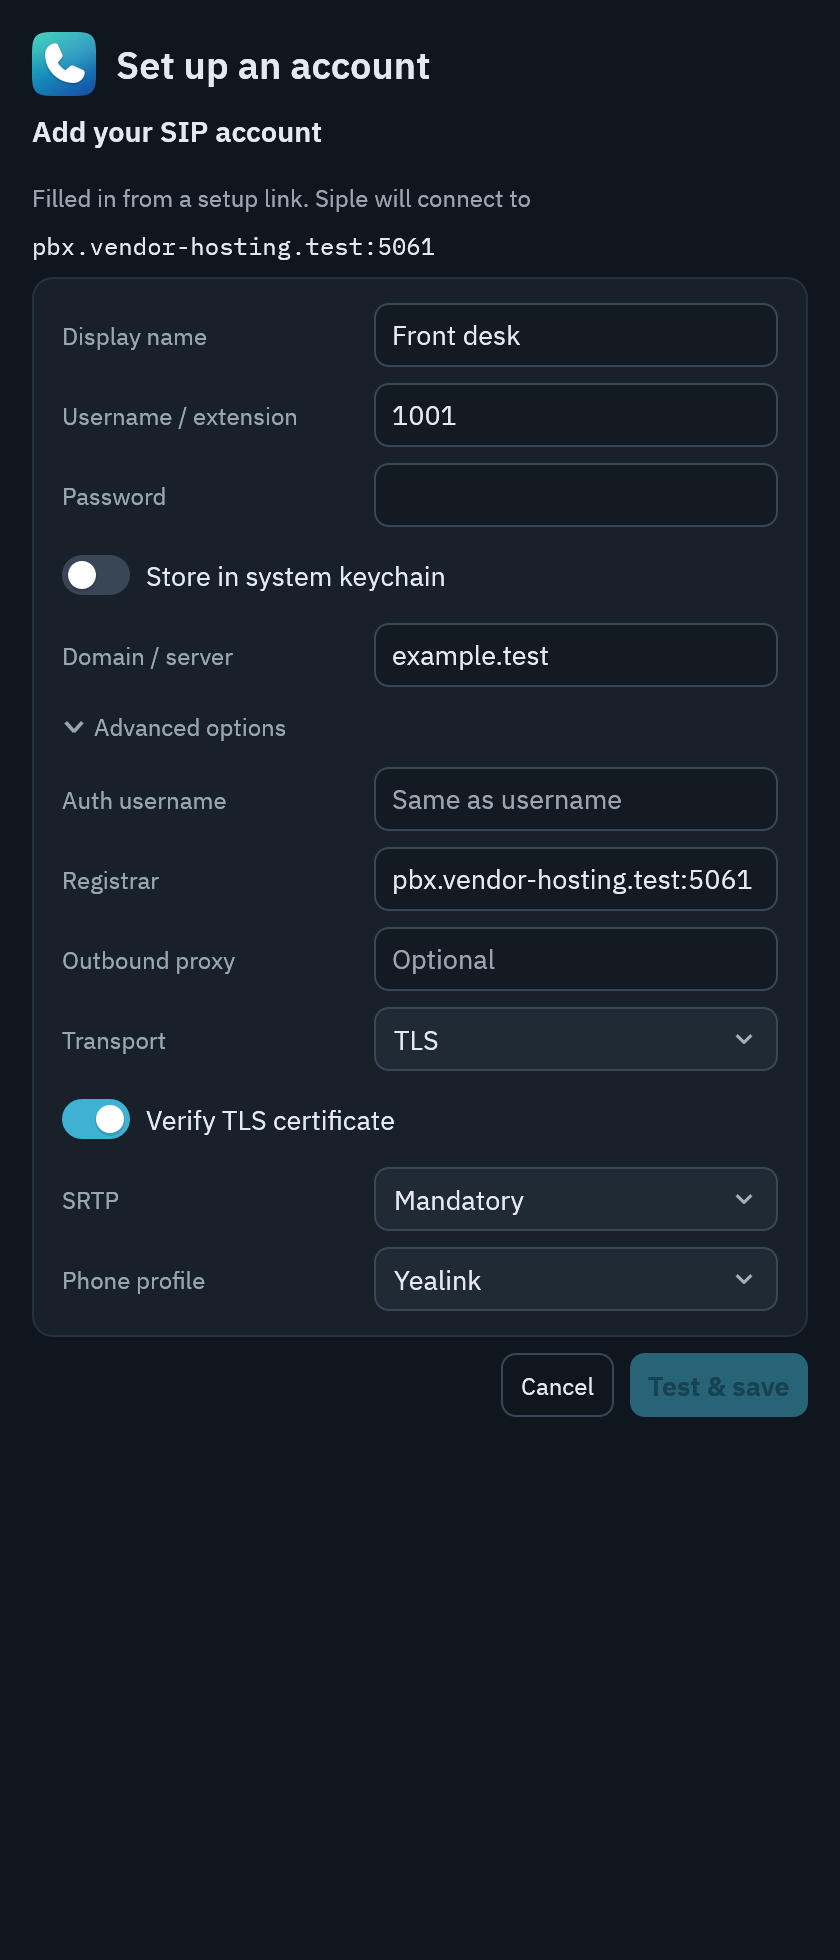 Set up an account
Add your SIP account
Filled in from a setup link. Siple will connect to
pbx.vendor-hosting.test:5061
Display name
Front desk
Username / extension
1001
Password
Store in system keychain
Domain / server
example.test
Advanced options
Auth username
Same as username
Registrar
pbx.vendor-hosting.test:5061
Outbound proxy
Optional
Transport
TLS
Verify TLS certificate
SRTP
Mandatory
Phone profile
Yealink
Cancel
Test & save